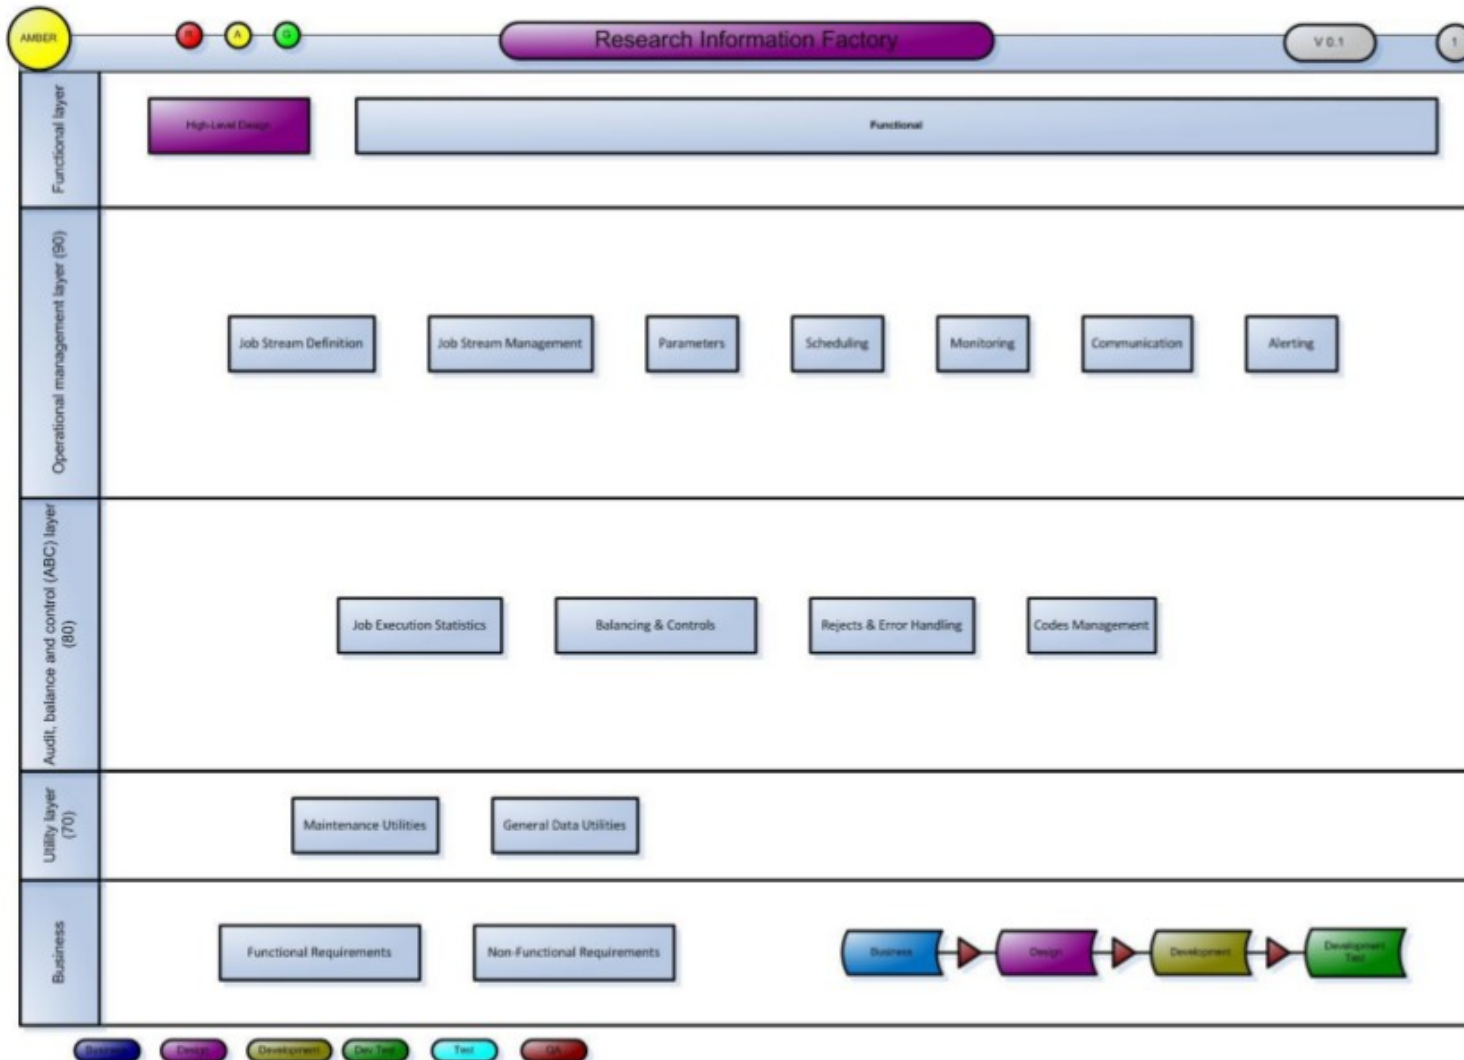 AMBER
R
A
G
Research Information Factory
V 0.1
1
Functional layer
High-Level Design
Functional
Operational management layer (90)
Job Stream Definition
Job Stream Management
Parameters
Scheduling
Monitoring
Communication
Alerting
Audit, balance and control (ABC) layer
(80)
Job Execution Statistics
Balancing & Controls
Rejects & Error Handling
Codes Management
Utility layer
(70)
Maintenance Utilities
General Data Utilities
Business
Functional Requirements
Non-Functional Requirements
Business
Design
Development
Development
Test
Business
Design
Development
Dev Test
Test
QA